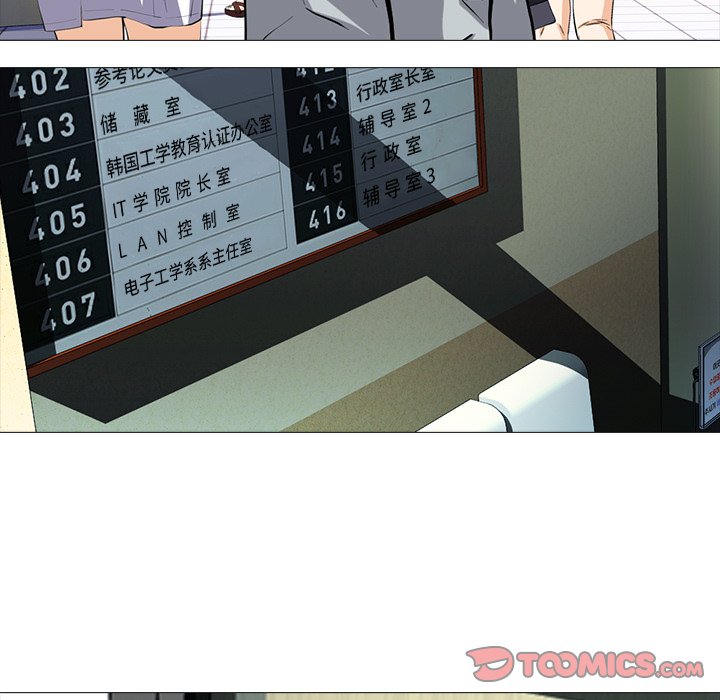 402 参考论文
403 储藏室
404 韩国工学教育认证办公室
405 IT学院院长室
406 LAN控制室
407 电子工学系系主任室
412
413 行政室长室
414 辅导室2
415 行政室
416 辅导室3
TOOMICS.COM